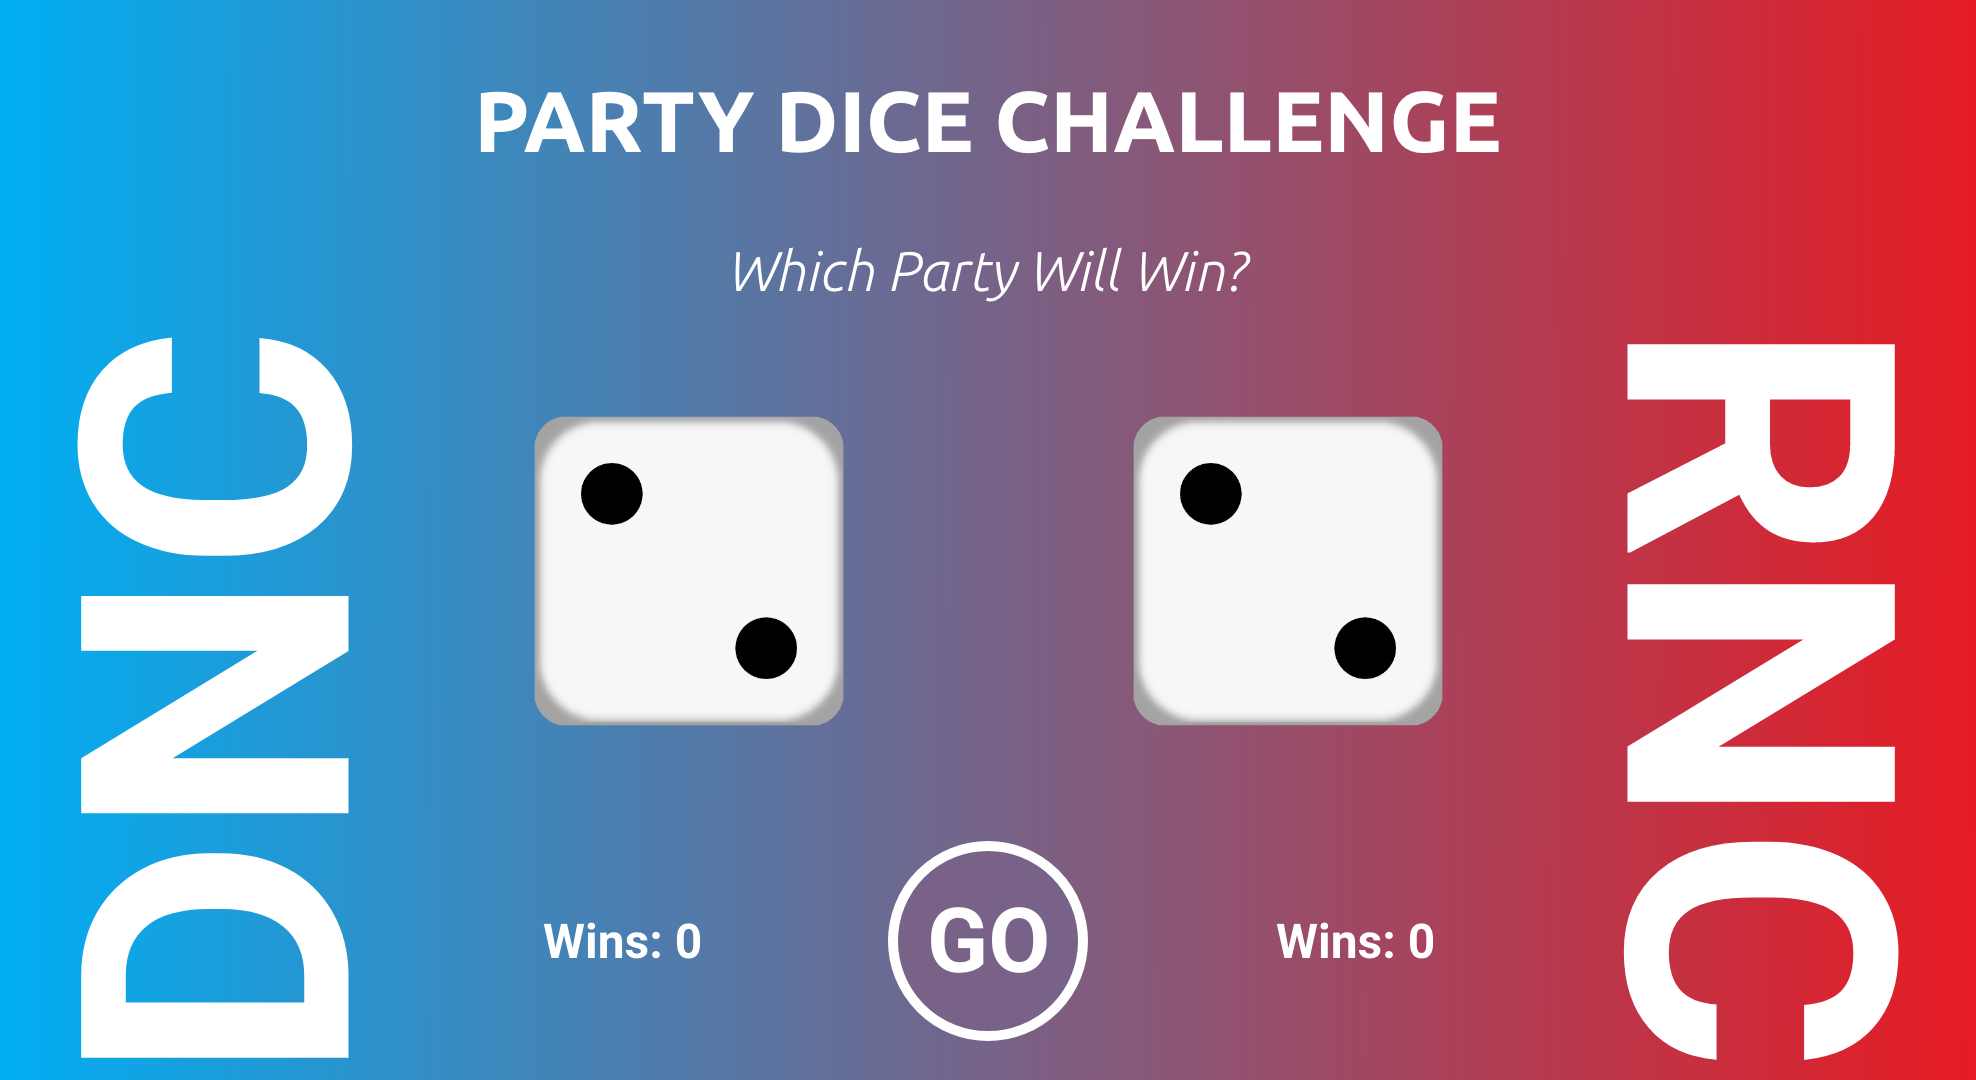 PARTY DICE CHALLENGE
Which Party Will Win?
DNC
RNC
Wins: 0
GO
Wins: 0